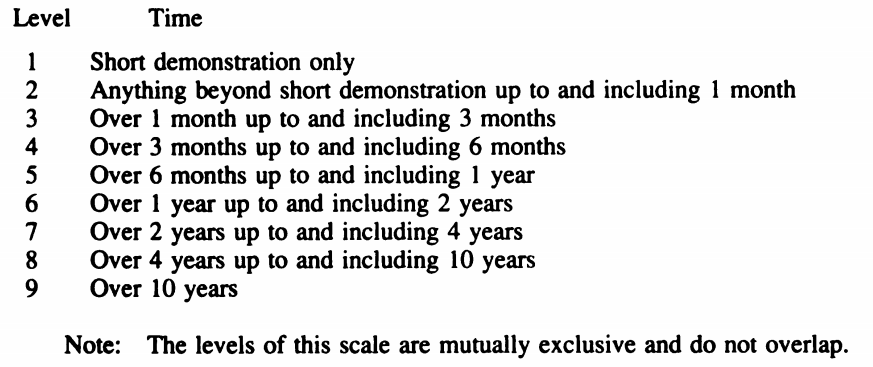 Level Time
1 Short demonstration only
2 Anything beyond short demonstration up to and including 1 month
3 Over 1 month up to and including 3 months
4 Over 3 months up to and including 6 months
5 Over 6 months up to and including 1 year
6 Over 1 year up to and including 2 years
7 Over 2 years up to and including 4 years
8 Over 4 years up to and including 10 years
9 Over 10 years
Note: The levels of this scale are mutually exclusive and do not overlap.